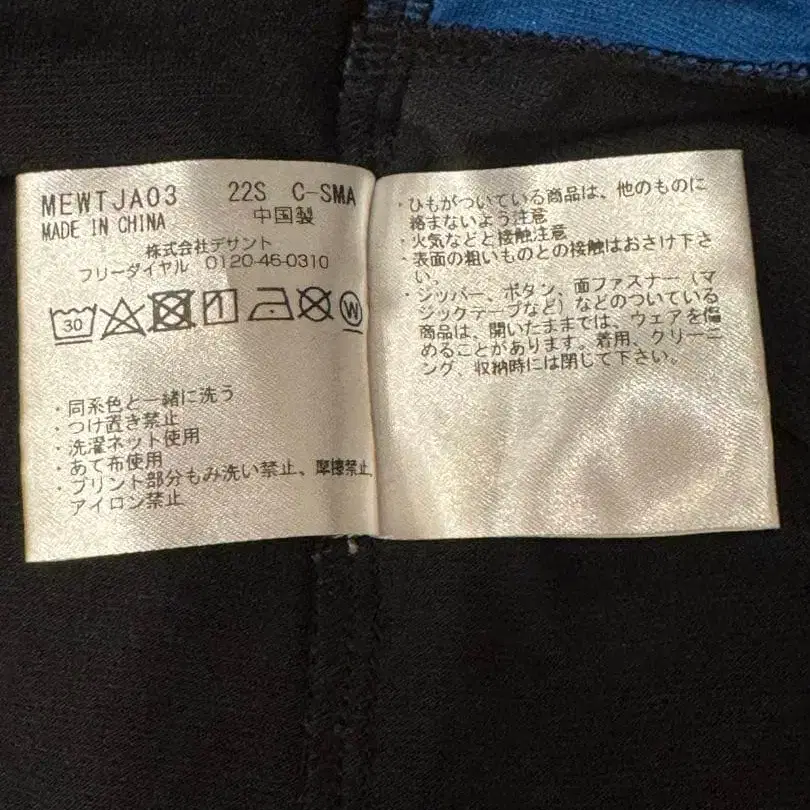 MEWTJA03 22S C-SMA
MADE IN CHINA 中国製
株式会社デサント
フリーダイヤル 0120-46-0310
30 W
・同系色と一緒に洗う
・つけ置き禁止
・洗濯ネット使用
・あて布使用
・プリント部分もみ洗い禁止、摩擦禁止、
アイロン禁止
・ひもがついている商品は、他のものに
絡まないよう注意
・火気などと接触注意
・表面の粗いものとの接触はおさけ下さ
い。
・ジッパー、ボタン、面ファスナー（マ
ジックテープなど）などのついている
商品は、開いたままでは、ウェアを傷
めることがあります。着用、クリーニ
ング、収納時には閉じて下さい。